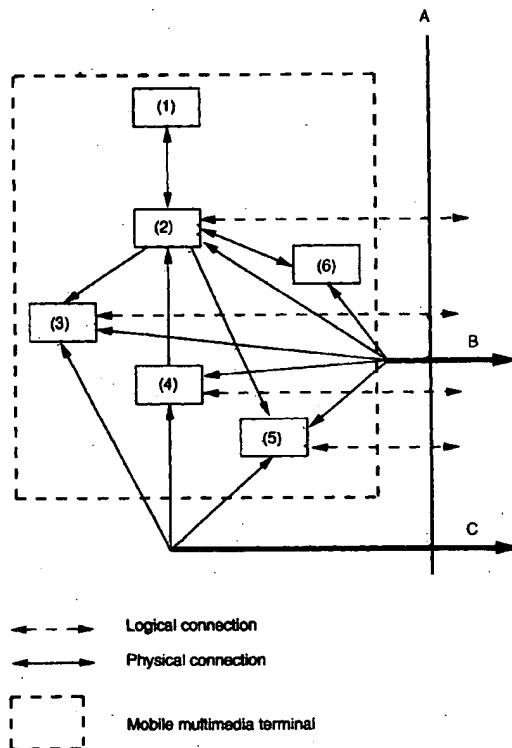 A
(1)
(2)
(6)
(3)
B
(4)
(5)
C
Logical connection
Physical connection
Mobile multimedia terminal